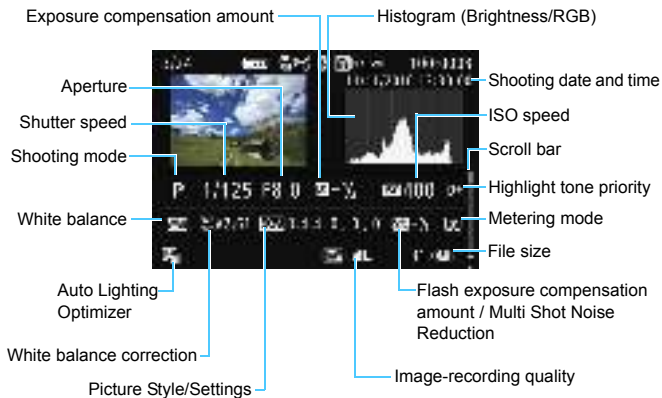 Exposure compensation amount
Histogram (Brightness/RGB)
Aperture
Shooting date and time
Shutter speed
ISO speed
Scroll bar
Shooting mode
P 1/125 F8.0 400 D+
Highlight tone priority
White balance
Metering mode
File size
Auto Lighting
Optimizer
Flash exposure compensation
amount / Multi Shot Noise
Reduction
White balance correction
Image-recording quality
Picture Style/Settings